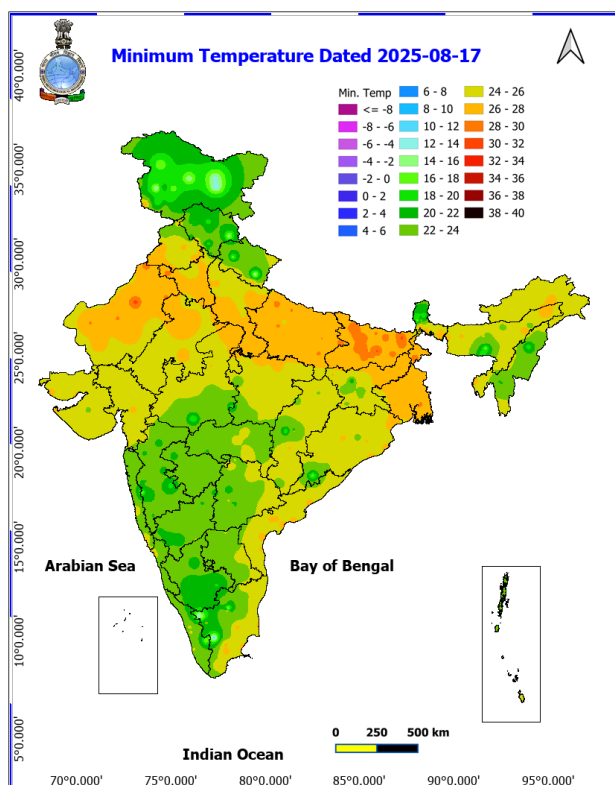 Minimum Temperature Dated 2025-08-17
Min. Temp
<= -8
-8 - -6
-6 - -4
-4 - -2
-2 - 0
0 - 2
2 - 4
4 - 6
6 - 8
8 - 10
10 - 12
12 - 14
14 - 16
16 - 18
18 - 20
20 - 22
22 - 24
24 - 26
26 - 28
28 - 30
30 - 32
32 - 34
34 - 36
36 - 38
38 - 40
40°0.000'
35°0.000'
30°0.000'
25°0.000'
20°0.000'
15°0.000'
10°0.000'
5°0.000'
Arabian Sea
Bay of Bengal
Indian Ocean
0 250 500 km
70°0.000' 75°0.000' 80°0.000' 85°0.000' 90°0.000' 95°0.000'